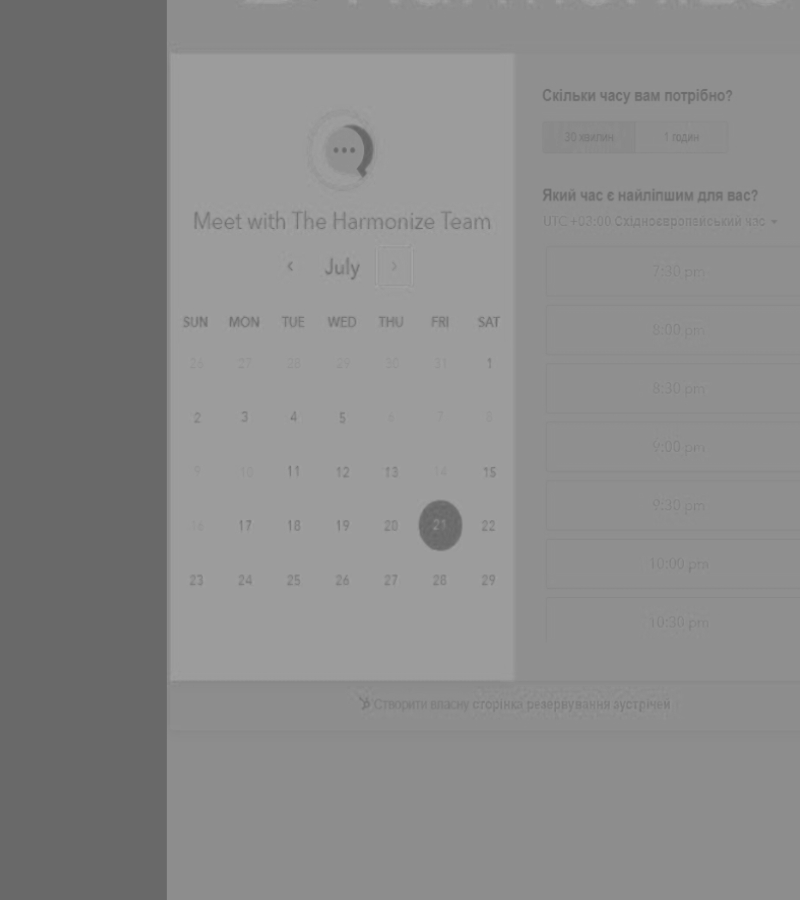 Meet with The Harmonize Team
July
SUN MON TUE WED THU FRI SAT
26 27 28 29 30 31 1
2 3 4 5 6 7 8
9 10 11 12 13 14 15
16 17 18 19 20 21 22
23 24 25 26 27 28 29
Скільки часу вам потрібно?
30 хвилин 1 годин
Який час є найліпшим для вас?
UTC +03:00 Східноєвропейський час
7:30 pm
8:00 pm
8:30 pm
9:00 pm
9:30 pm
10:00 pm
10:30 pm
Створити власну сторінка резервування зустрічей